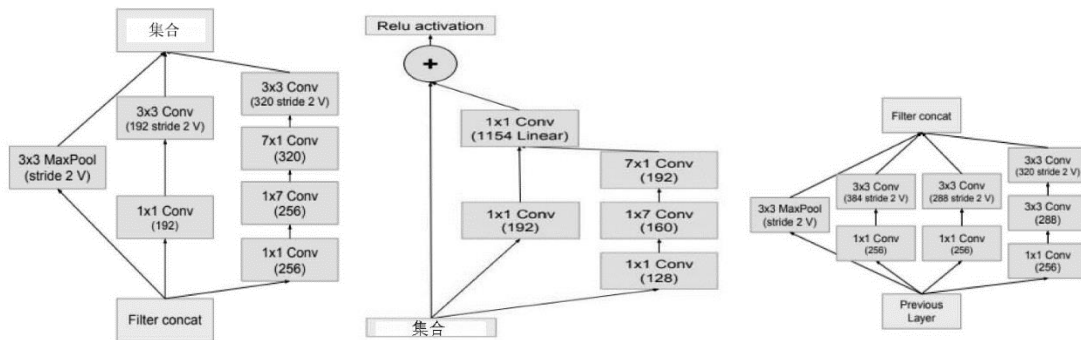 集合
3x3 Conv
(320 stride 2 V)
3x3 Conv
(192 stride 2 V)
7x1 Conv
(320)
3x3 MaxPool
(stride 2 V)
1x7 Conv
(256)
1x1 Conv
(192)
1x1 Conv
(256)
Filter concat
Relu activation
+
1x1 Conv
(1154 Linear)
7x1 Conv
(192)
1x1 Conv
(192)
1x7 Conv
(160)
1x1 Conv
(128)
集合
Filter concat
3x3 Conv
(320 stride 2 V)
3x3 MaxPool
(stride 2 V)
3x3 Conv
(384 stride 2 V)
3x3 Conv
(288 stride 2 V)
3x3 Conv
(288)
1x1 Conv
(256)
1x1 Conv
(256)
1x1 Conv
(256)
Previous
Layer